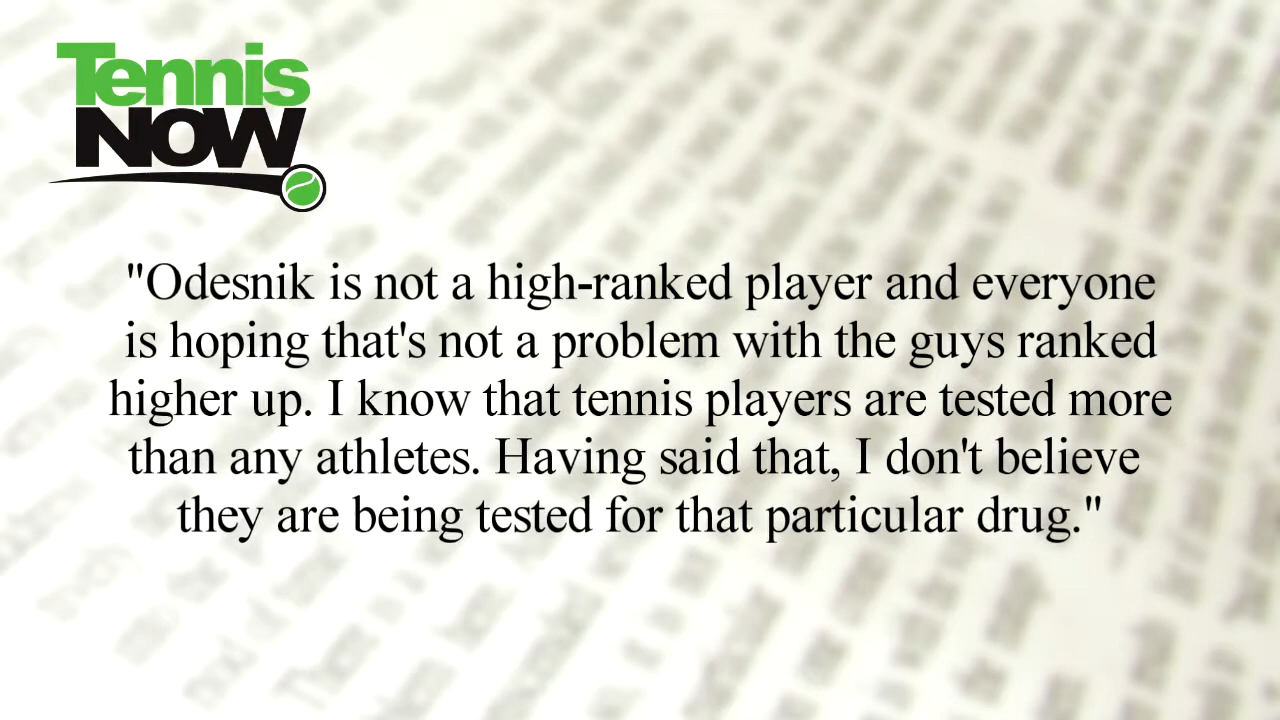 Tennis
NOW
"Odesnik is not a high-ranked player and everyone
is hoping that's not a problem with the guys ranked
higher up. I know that tennis players are tested more
than any athletes. Having said that, I don't believe
they are being tested for that particular drug."